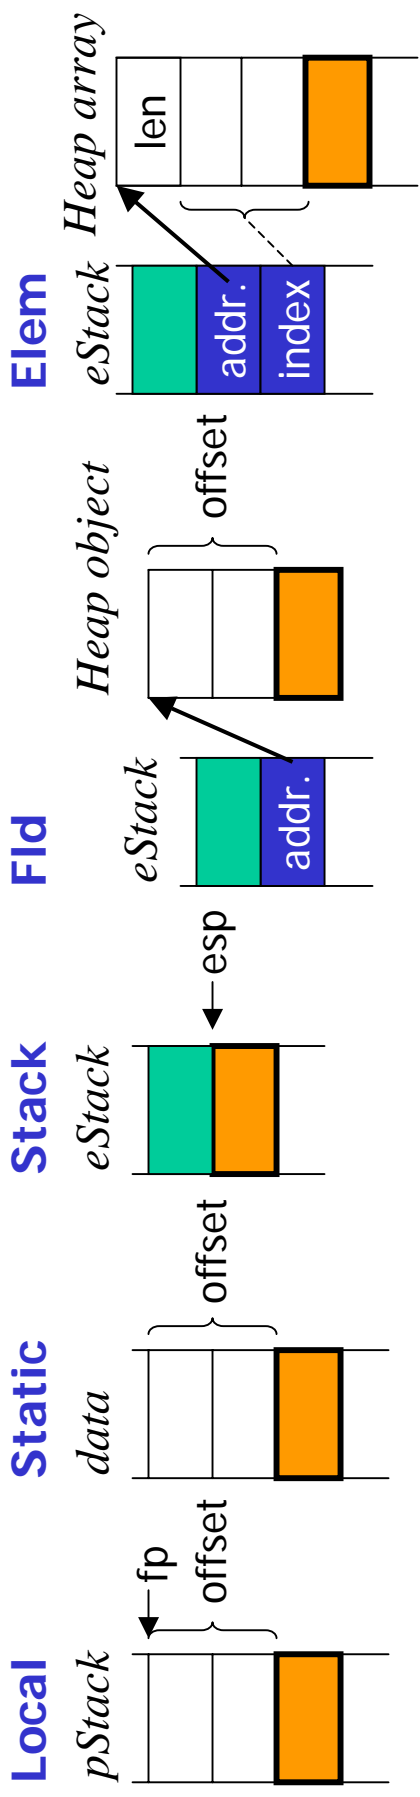 Local Static Stack Fld Elem
pStack data eStack eStack Heap object eStack Heap array
fp
offset
offset
esp
addr.
offset
addr.
index
len